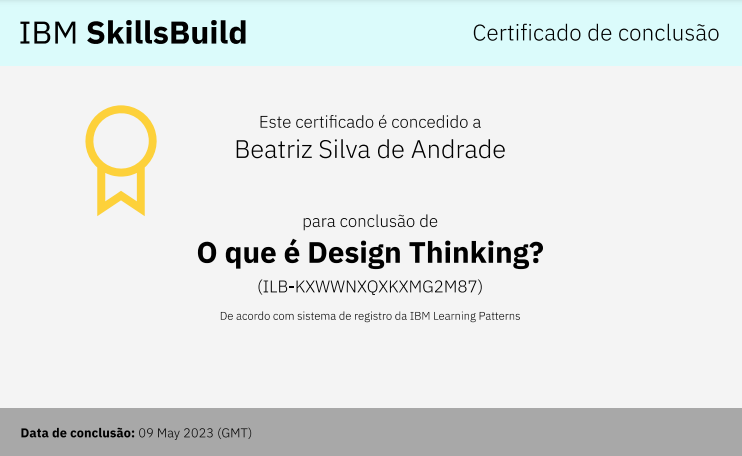 IBM SkillsBuild
Certificado de conclusão
Este certificado é concedido a
Beatriz Silva de Andrade
para conclusão de
O que é Design Thinking?
(ILB-KXWWNXQXKXMG2M87)
De acordo com sistema de registro da IBM Learning Patterns
Data de conclusão: 09 May 2023 (GMT)